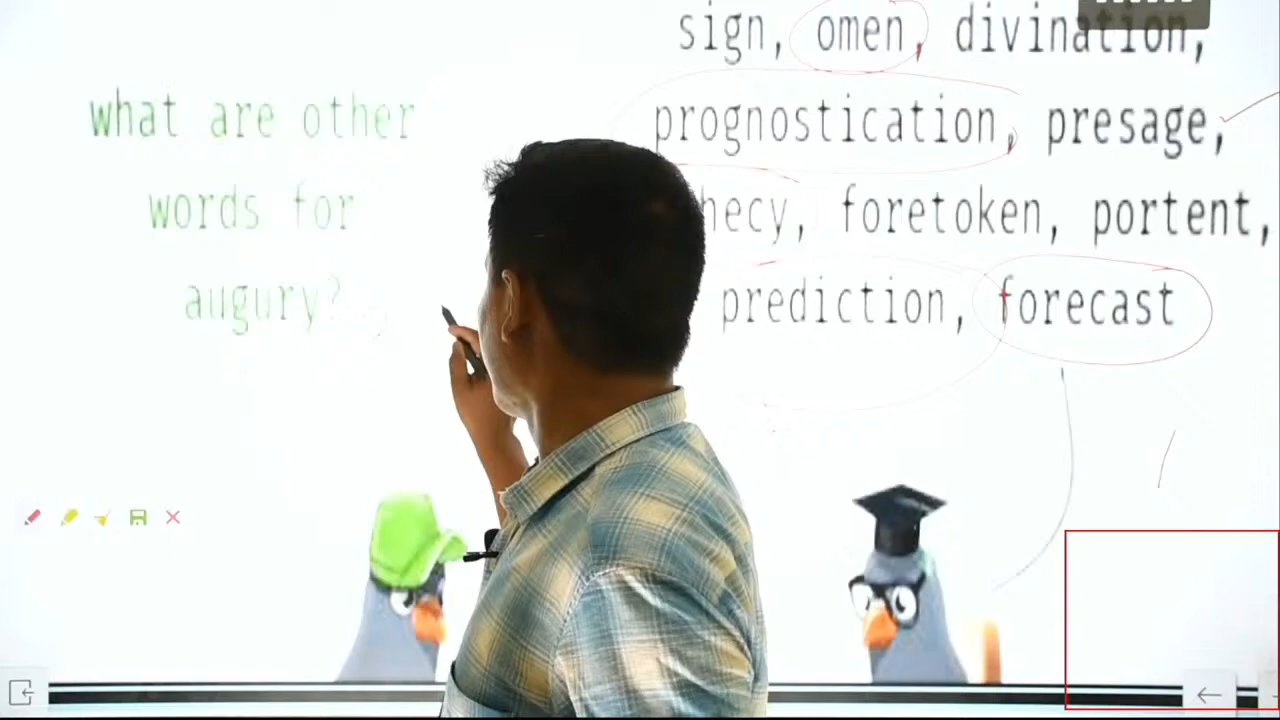 what are other
words for
augury?
sign, omen, divination,
prognostication, presage,
hecy, foretoken, portent,
prediction, forecast